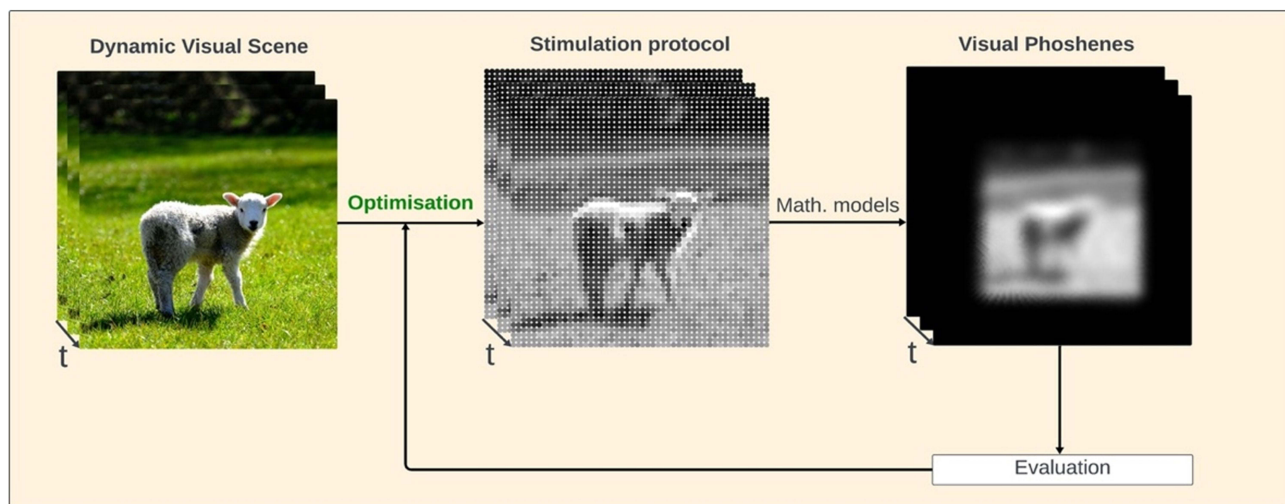 Dynamic Visual Scene
Stimulation protocol
Visual Phoshenes
Optimisation
Math. models
t
t
t
Evaluation